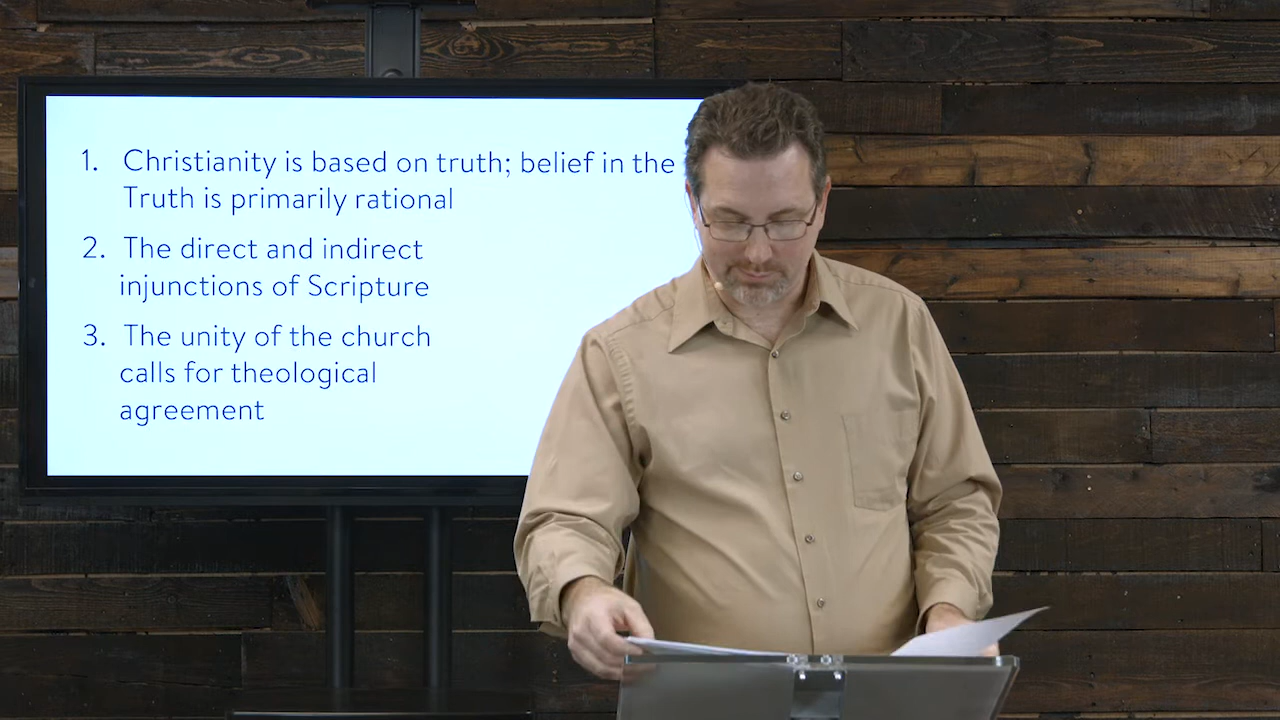 1. Christianity is based on truth; belief in the
Truth is primarily rational
2. The direct and indirect
injunctions of Scripture
3. The unity of the church
calls for theological
agreement